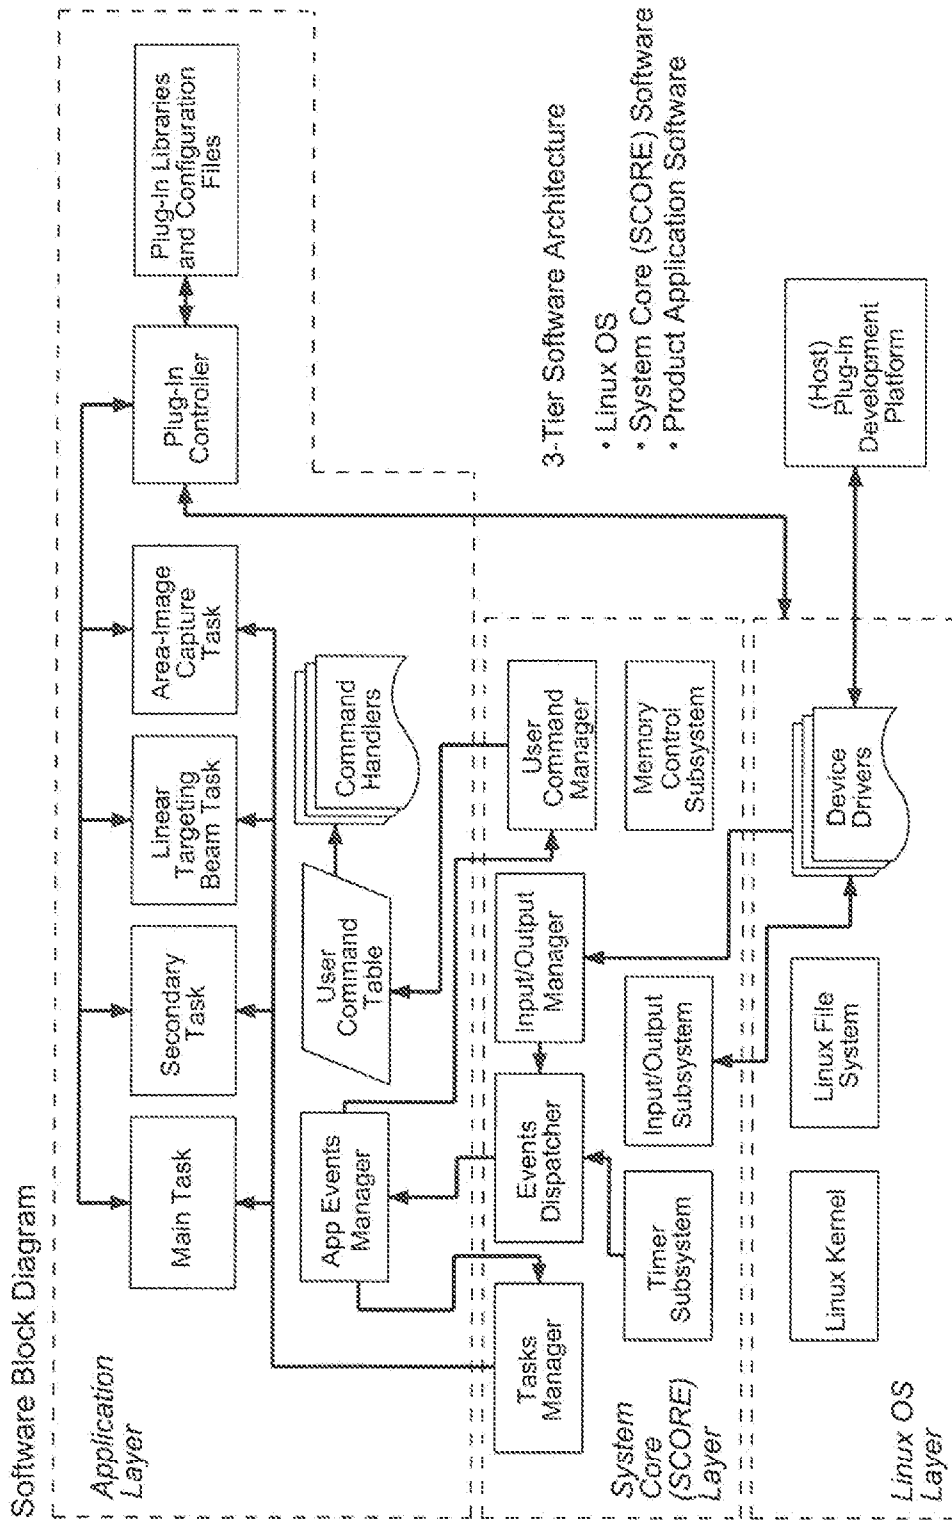 Software Block Diagram
Application
Layer
Main Task
Secondary
Task
Linear
Targeting
Beam Task
Area-Image
Capture
Task
Plug-In
Controller
Plug-In Libraries
and Configuration
Files
App Events
Manager
User
Command
Table
Command
Handlers
System
Core
(SCORE)
Layer
Tasks
Manager
Events
Dispatcher
Input/Output
Manager
User
Command
Manager
Timer
Subsystem
Input/Output
Subsystem
Memory
Control
Subsystem
3-Tier Software Architecture
• Linux OS
• System Core (SCORE) Software
• Product Application Software
Linux OS
Layer
Linux Kernel
Linux File
System
Device
Drivers
(Host)
Plug-In
Development
Platform